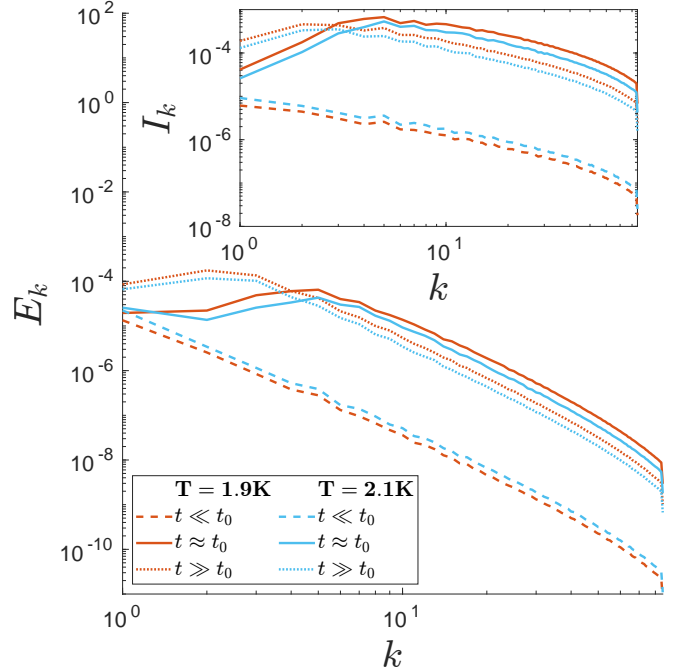 10^2
10^0
10^-2
10^-4
10^-6
10^-8
10^-10
E_k
10^0
10^1
k
10^-4
10^-6
10^-8
I_k
10^0
10^1
k
T = 1.9K T = 2.1K
t ≪ t_0 t ≪ t_0
t ≈ t_0 t ≈ t_0
t ≫ t_0 t ≫ t_0